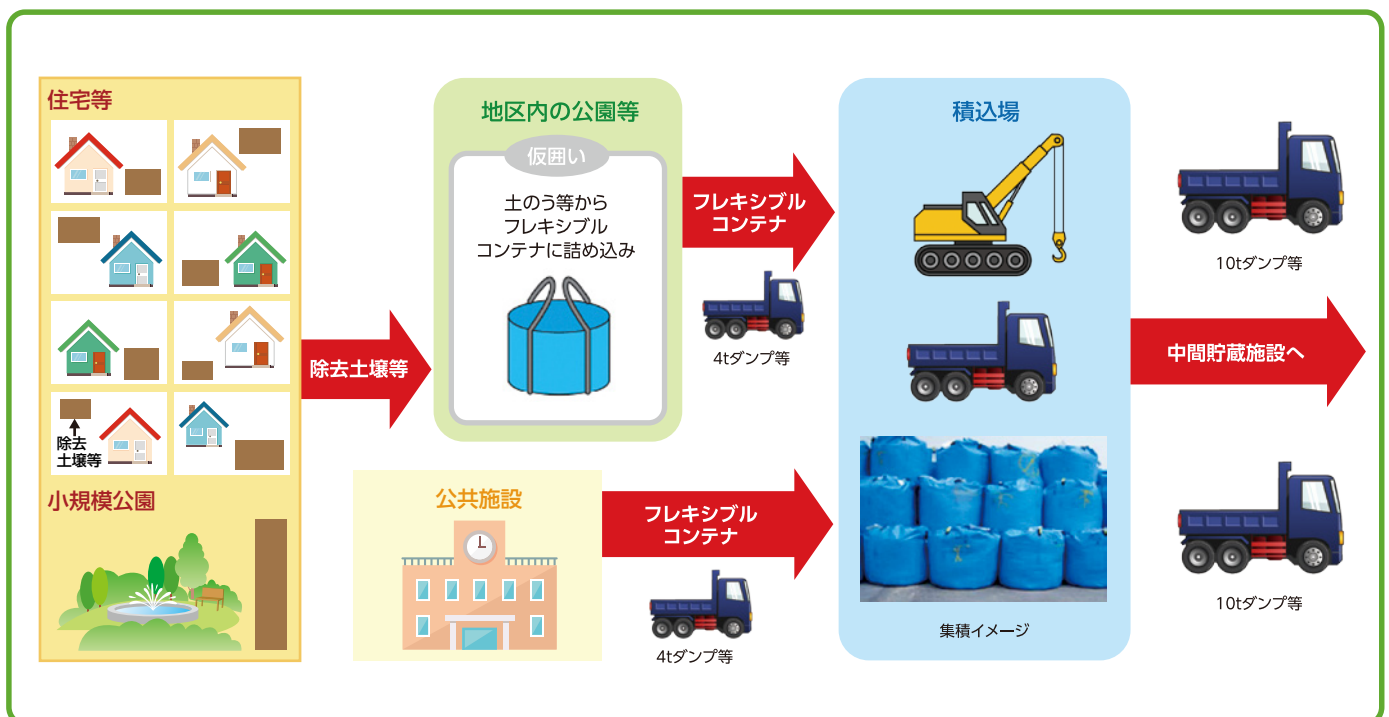 住宅等
除去
土壌等
小規模公園
除去土壌等
地区内の公園等
仮囲い
土のう等から
フレキシブル
コンテナに詰め込み
フレキシブル
コンテナ
4tダンプ等
公共施設
フレキシブル
コンテナ
4tダンプ等
積込場
集積イメージ
10tダンプ等
中間貯蔵施設へ
10tダンプ等